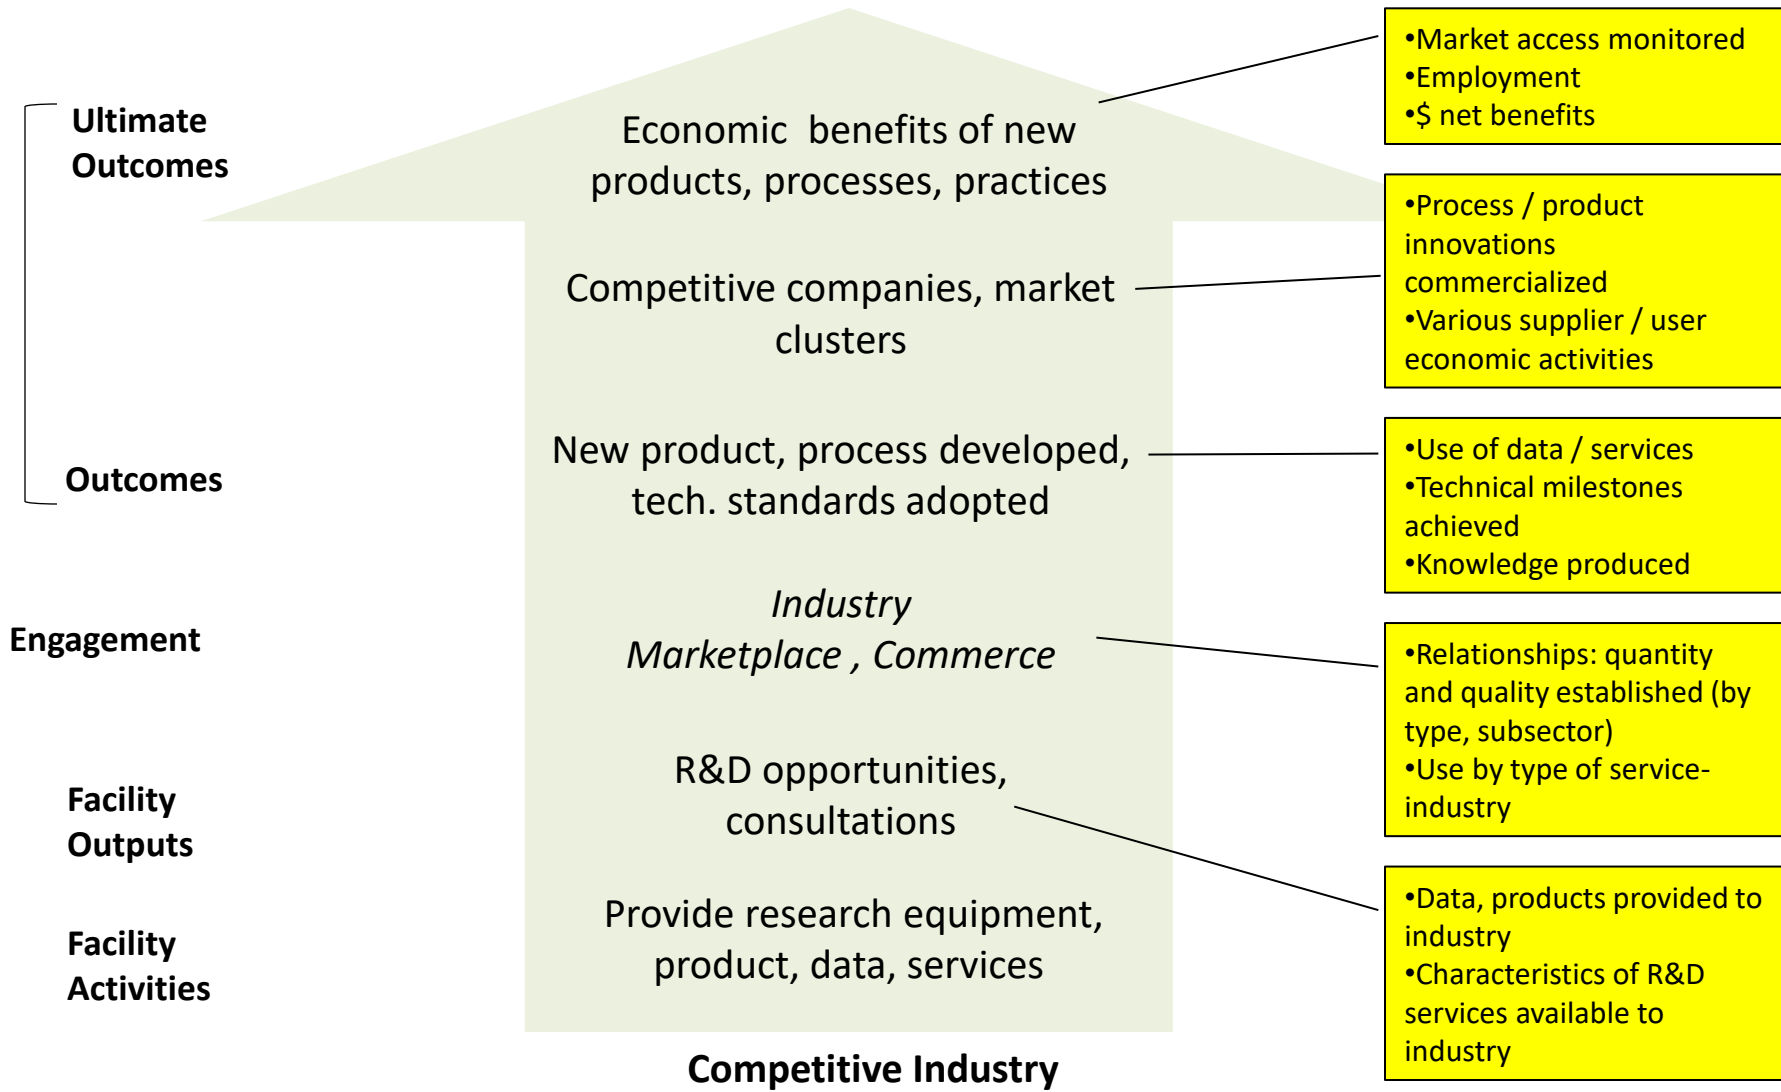 Ultimate
Outcomes
Outcomes
Engagement
Facility
Outputs
Facility
Activities
Economic  benefits of new
products, processes, practices
Competitive companies, market
clusters
New product, process developed,
tech. standards adopted
Industry
Marketplace , Commerce
R&D opportunities,
consultations
Provide research equipment,
product, data, services
Competitive Industry
•Market access monitored
•Employment
•$ net benefits
•Process / product
innovations
commercialized
•Various supplier / user
economic activities
•Use of data / services
•Technical milestones
achieved
•Knowledge produced
•Relationships: quantity
and quality established (by
type, subsector)
•Use by type of service-
industry
•Data, products provided to
industry
•Characteristics of R&D
services available to
industry